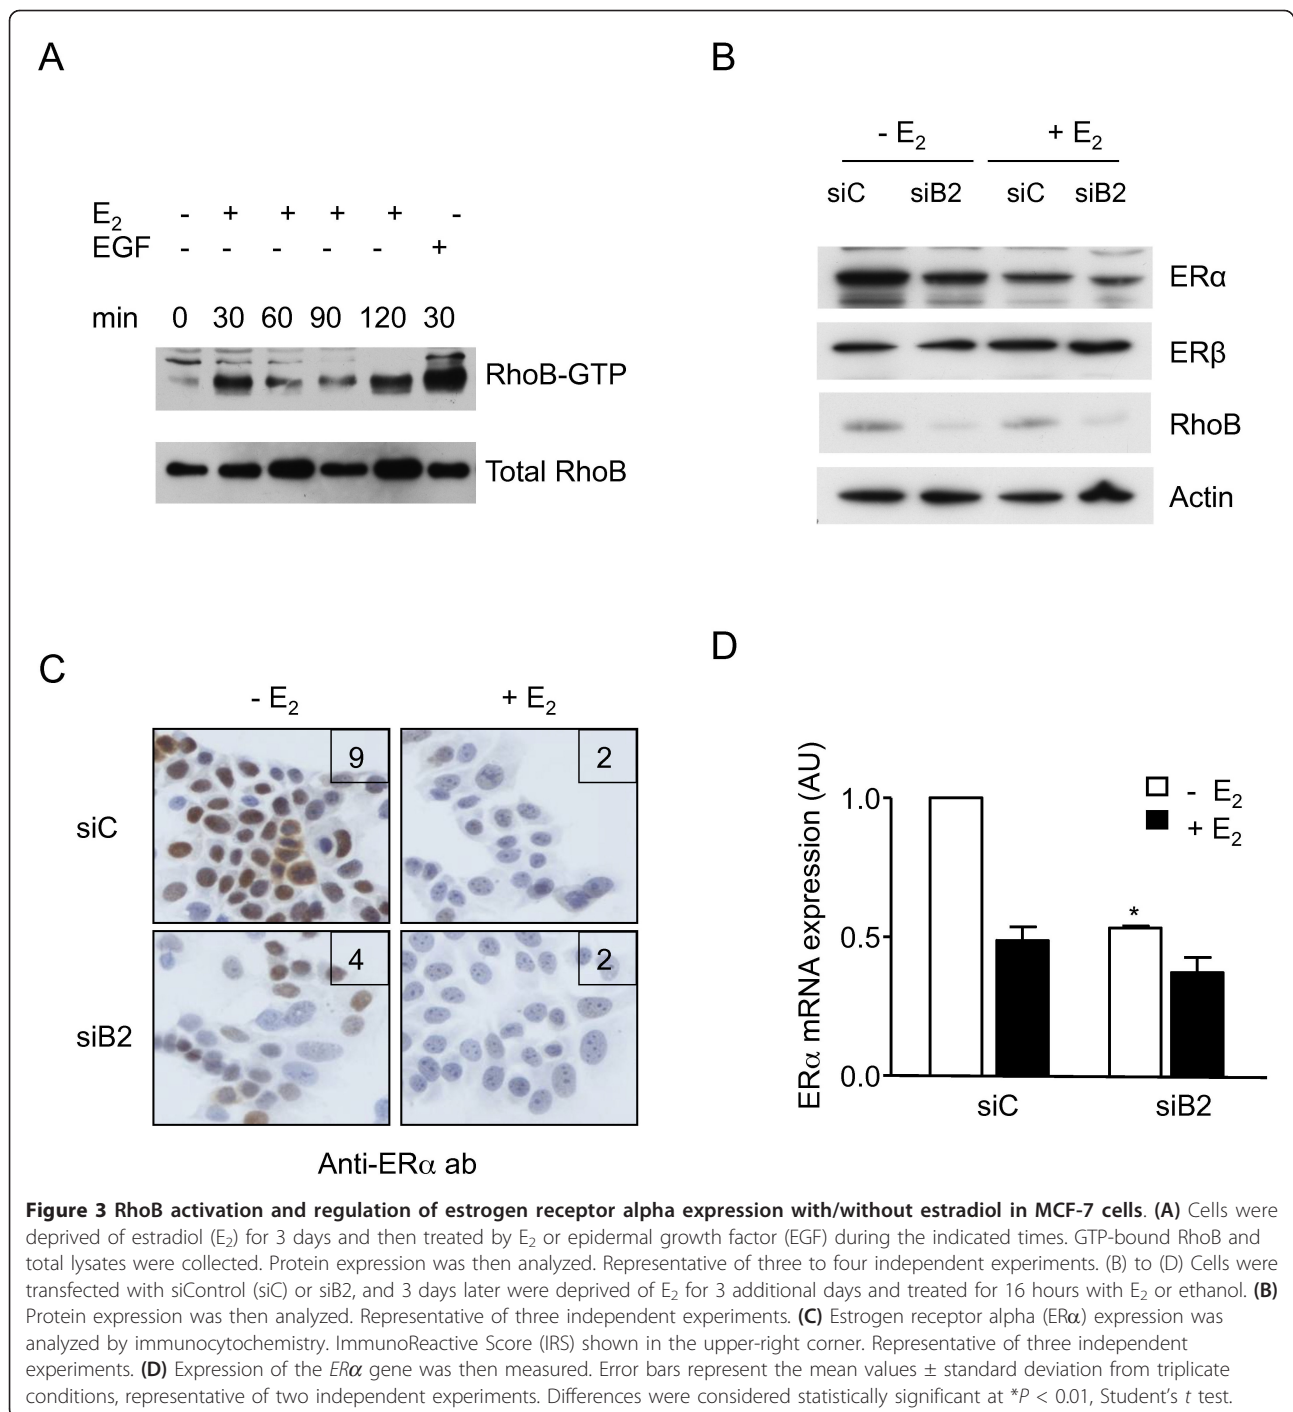 A
E2 - + + + + -
EGF - - - - - +
min 0 30 60 90 120 30
RhoB-GTP
Total RhoB
B
- E2 + E2
siC siB2 siC siB2
ERα
ERβ
RhoB
Actin
C
- E2 + E2
siC
9
2
siB2
4
2
Anti-ERα ab
D
ERα mRNA expression (AU)
1.0
0.5
0.0
- E2
+ E2
*
siC siB2
Figure 3 RhoB activation and regulation of estrogen receptor alpha expression with/without estradiol in MCF-7 cells. (A) Cells were
deprived of estradiol (E2) for 3 days and then treated by E2 or epidermal growth factor (EGF) during the indicated times. GTP-bound RhoB and
total lysates were collected. Protein expression was then analyzed. Representative of three to four independent experiments. (B) to (D) Cells were
transfected with siControl (siC) or siB2, and 3 days later were deprived of E2 for 3 additional days and treated for 16 hours with E2 or ethanol. (B)
Protein expression was then analyzed. Representative of three independent experiments. (C) Estrogen receptor alpha (ERα) expression was
analyzed by immunocytochemistry. ImmunoReactive Score (IRS) shown in the upper-right corner. Representative of three independent
experiments. (D) Expression of the ERα gene was then measured. Error bars represent the mean values ± standard deviation from triplicate
conditions, representative of two independent experiments. Differences were considered statistically significant at *P < 0.01, Student's t test.